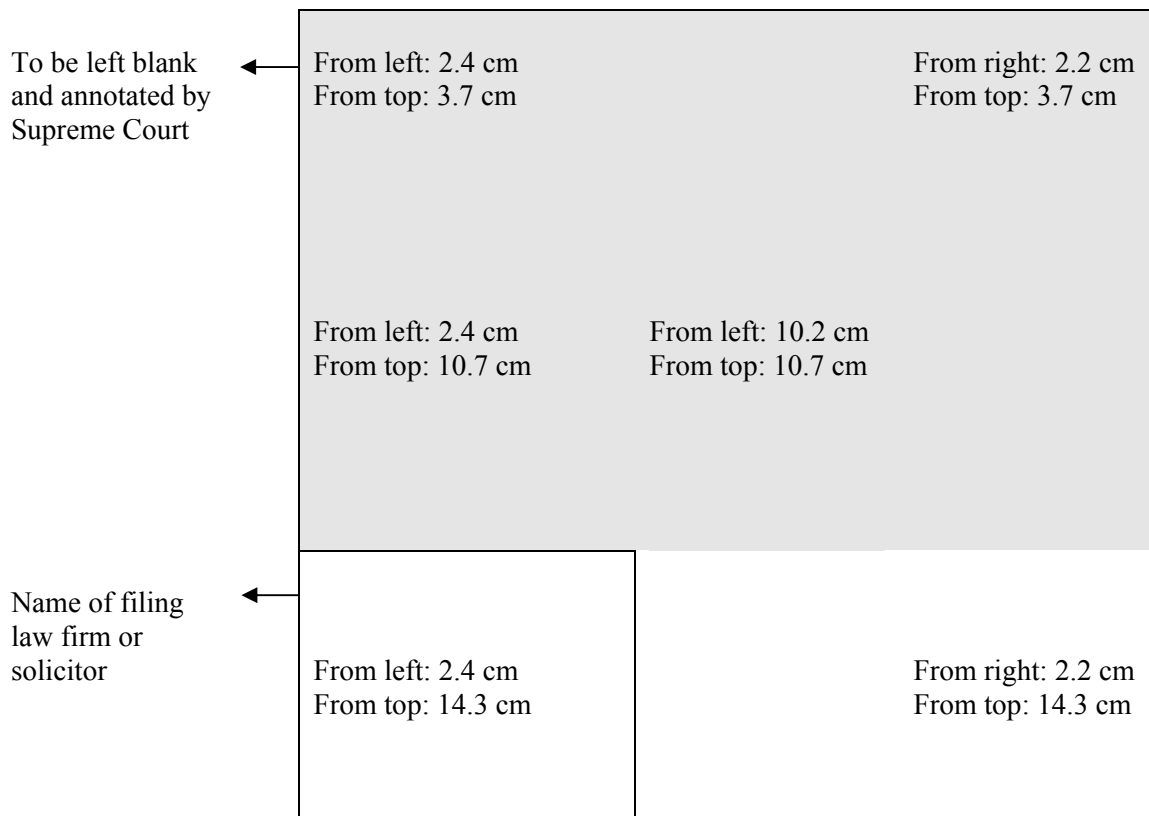 To be left blank
and annotated by
Supreme Court
From left: 2.4 cm
From top: 3.7 cm
From right: 2.2 cm
From top: 3.7 cm
From left: 2.4 cm
From top: 10.7 cm
From left: 10.2 cm
From top: 10.7 cm
Name of filing
law firm or
solicitor
From left: 2.4 cm
From top: 14.3 cm
From right: 2.2 cm
From top: 14.3 cm